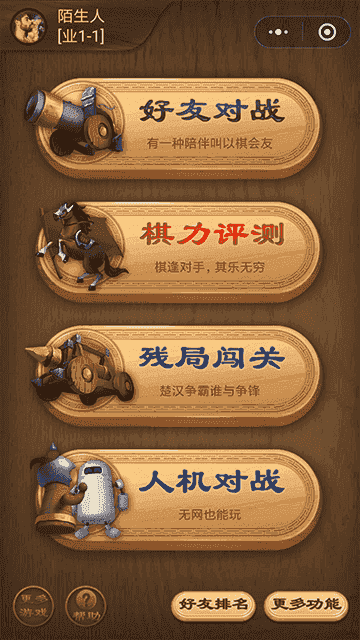 陌生人
[业1-1]
好友对战
有一种陪伴叫以棋会友
棋力评测
棋逢对手，其乐无穷
残局闯关
楚汉争霸谁与争锋
人机对战
无网也能玩
更多
游戏
帮助
好友排名
更多功能